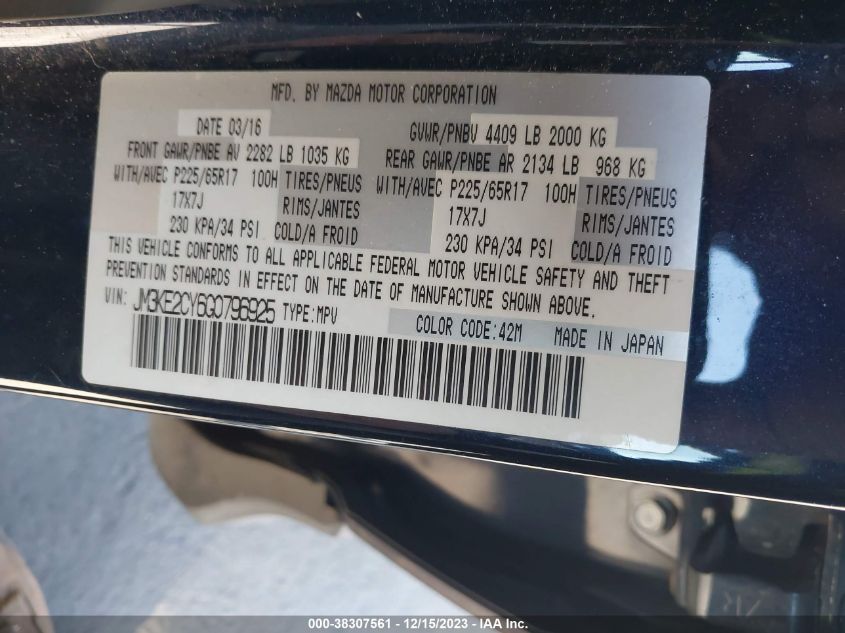 MFD. BY MAZDA MOTOR CORPORATION
DATE 03/16 GVWR/PNBV 4409 LB 2000 KG
FRONT GAWR/PNBE AV 2282 LB 1035 KG REAR GAWR/PNBE AR 2134 LB 968 KG
WITH/AVEC P225/65R17 100H TIRES/PNEUS WITH/AVEC P225/65R17 100H TIRES/PNEUS
17X7J RIMS/JANTES 17X7J RIMS/JANTES
230 KPA/34 PSI COLD/A FROID 230 KPA/34 PSI COLD/A FROID
THIS VEHICLE CONFORMS TO ALL APPLICABLE FEDERAL MOTOR VEHICLE SAFETY AND THEFT
PREVENTION STANDARDS IN EFFECT ON THE DATE OF MANUFACTURE SHOWN ABOVE.
VIN: JM3KE2CY6G0796925 TYPE:MPV
COLOR CODE:42M MADE IN JAPAN
000-38307561 - 12/15/2023 - IAA Inc.